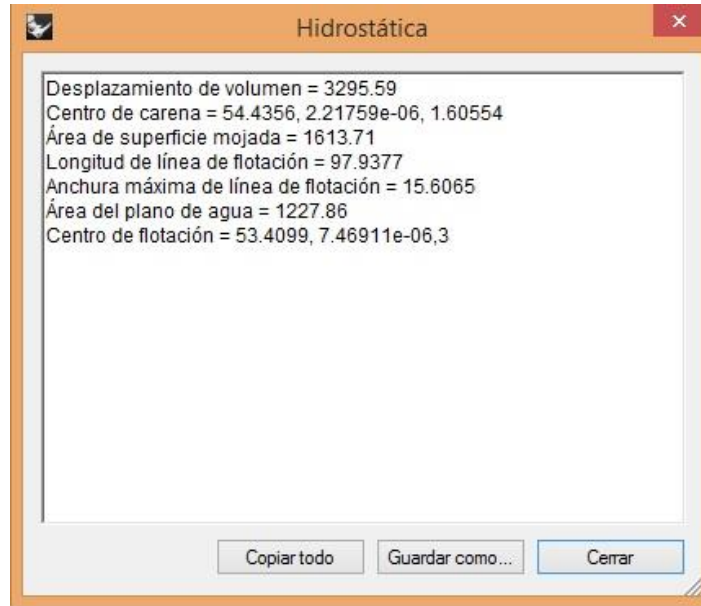 Hidrostática
Desplazamiento de volumen = 3295.59
Centro de carena = 54.4356, 2.21759e-06, 1.60554
Área de superficie mojada = 1613.71
Longitud de línea de flotación = 97.9377
Anchura máxima de línea de flotación = 15.6065
Área del plano de agua = 1227.86
Centro de flotación = 53.4099, 7.46911e-06,3
Copiar todo Guardar como... Cerrar